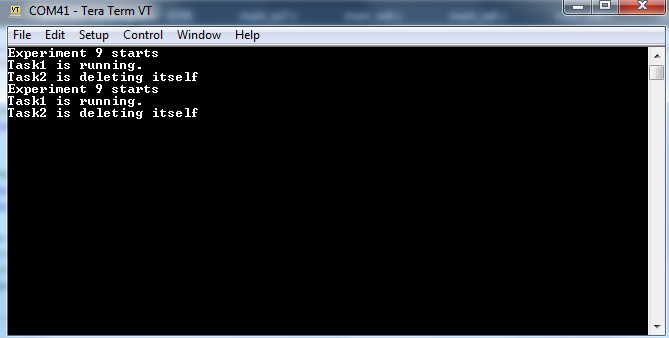 COM41 - Tera Term VT
File Edit Setup Control Window Help
Experiment 9 starts
Task1 is running.
Task2 is deleting itself
Experiment 9 starts
Task1 is running.
Task2 is deleting itself